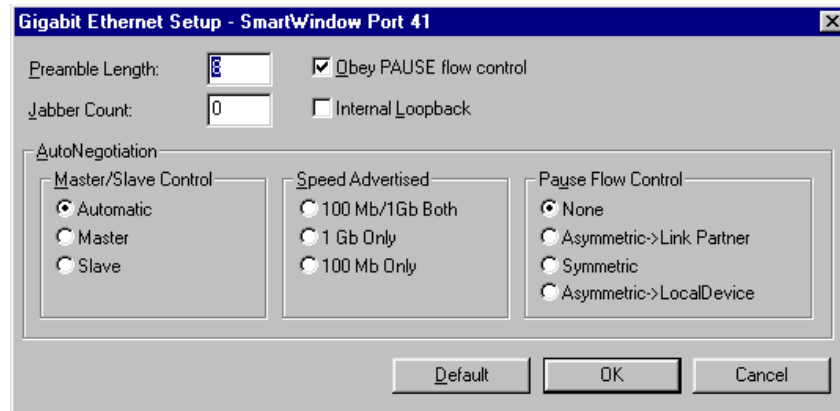 Gigabit Ethernet Setup - SmartWindow Port 41
Preamble Length: 8 Obey PAUSE flow control
Jabber Count: 0 Internal Loopback
AutoNegotiation
Master/Slave Control
Automatic
Master
Slave
Speed Advertised
100 Mb/1Gb Both
1 Gb Only
100 Mb Only
Pause Flow Control
None
Asymmetric->Link Partner
Symmetric
Asymmetric->LocalDevice
Default OK Cancel